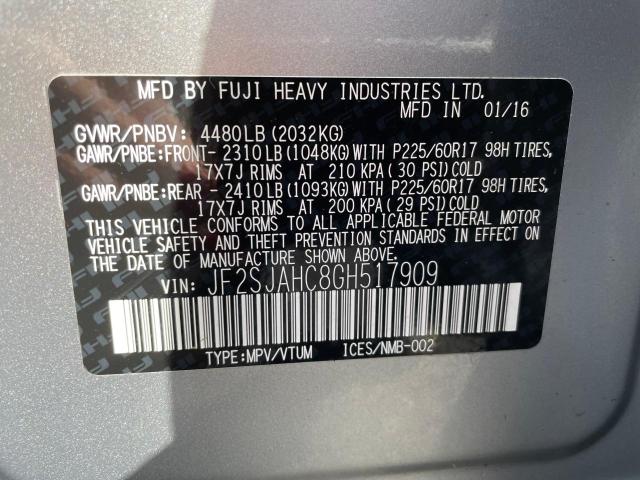 MFD BY FUJI HEAVY INDUSTRIES LTD.
MFD IN 01/16
GVWR/PNBV: 4480LB(2032KG)
GAWR/PNBE:FRONT- 2310LB(1048KG)WITH P225/60R17 98H TIRES,
17X7J RIMS AT 210 KPA( 30 PSI)COLD
GAWR/PNBE:REAR - 2410LB(1093KG)WITH P225/60R17 98H TIRES,
17X7J RIMS AT 200 KPA( 29 PSI)COLD
THIS VEHICLE CONFORMS TO ALL APPLICABLE FEDERAL MOTOR
VEHICLE SAFETY AND THEFT PREVENTION STANDARDS IN EFFECT ON
THE DATE OF MANUFACTURE SHOWN ABOVE.
VIN: JF2SJAHC8GH517909
TYPE:MPV/VTUM ICES/NMB-002